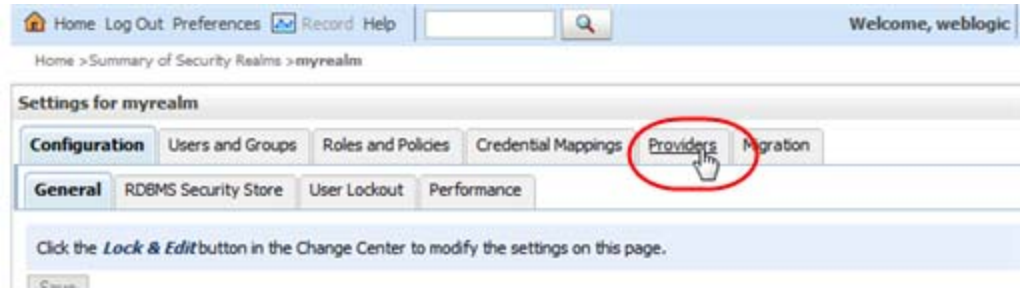 Home Log Out Preferences Record Help Welcome, weblogic
Home >Summary of Security Realms >myrealm
Settings for myrealm
Configuration Users and Groups Roles and Policies Credential Mappings Providers Migration
General RDBMS Security Store User Lockout Performance
Click the Lock & Edit button in the Change Center to modify the settings on this page.
Save